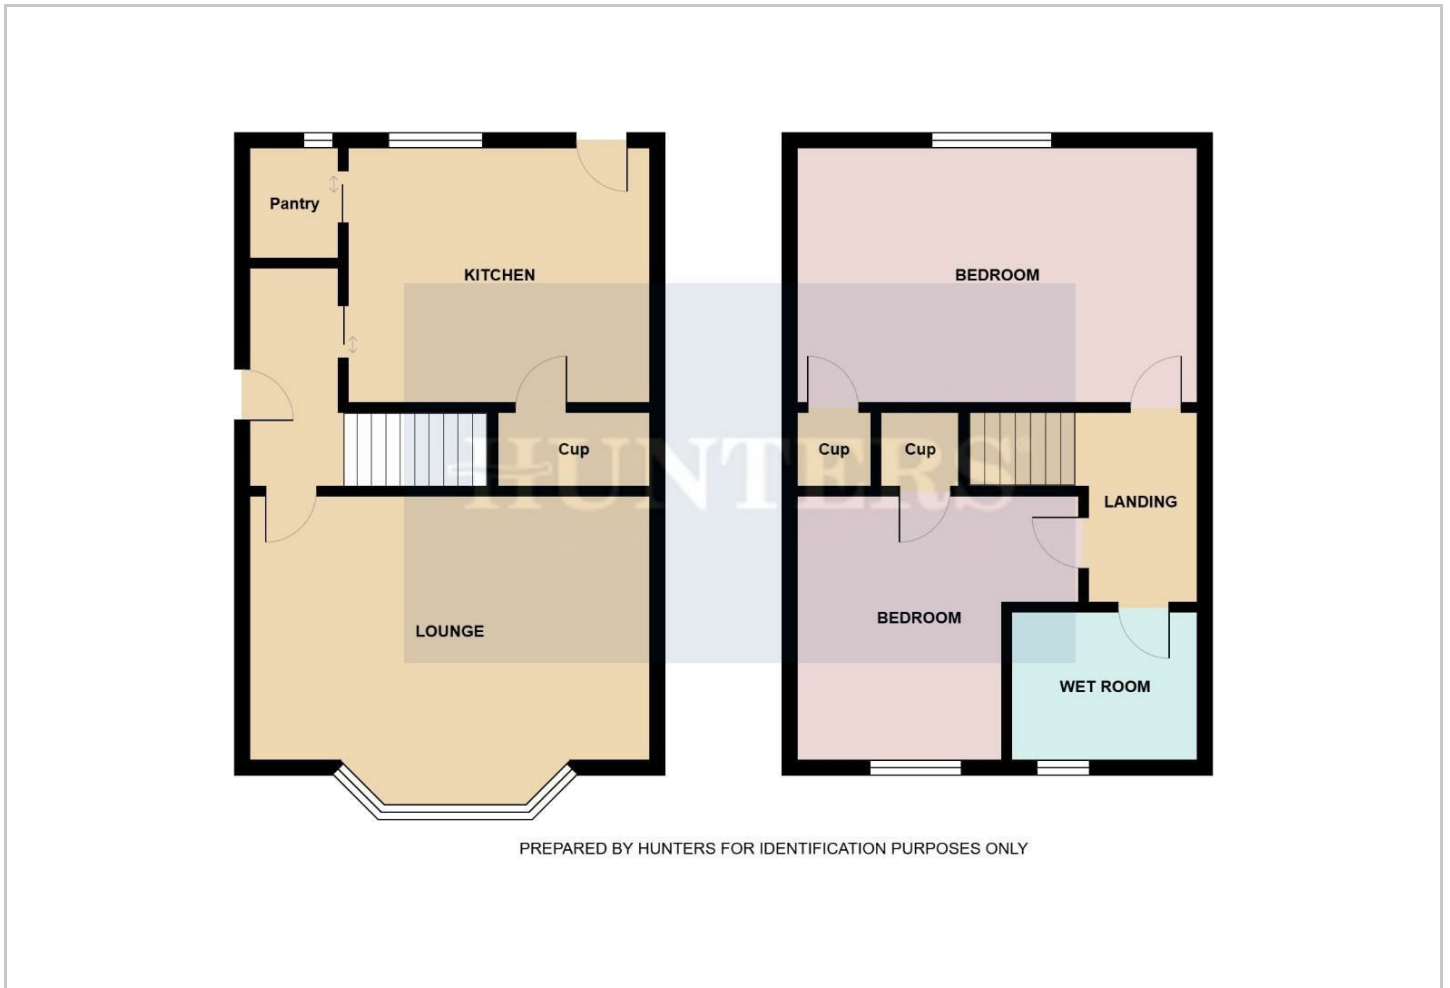 Pantry
KITCHEN
BEDROOM
Cup
Cup
Cup
HUNTERS
LANDING
LOUNGE
BEDROOM
WET ROOM
PREPARED BY HUNTERS FOR IDENTIFICATION PURPOSES ONLY